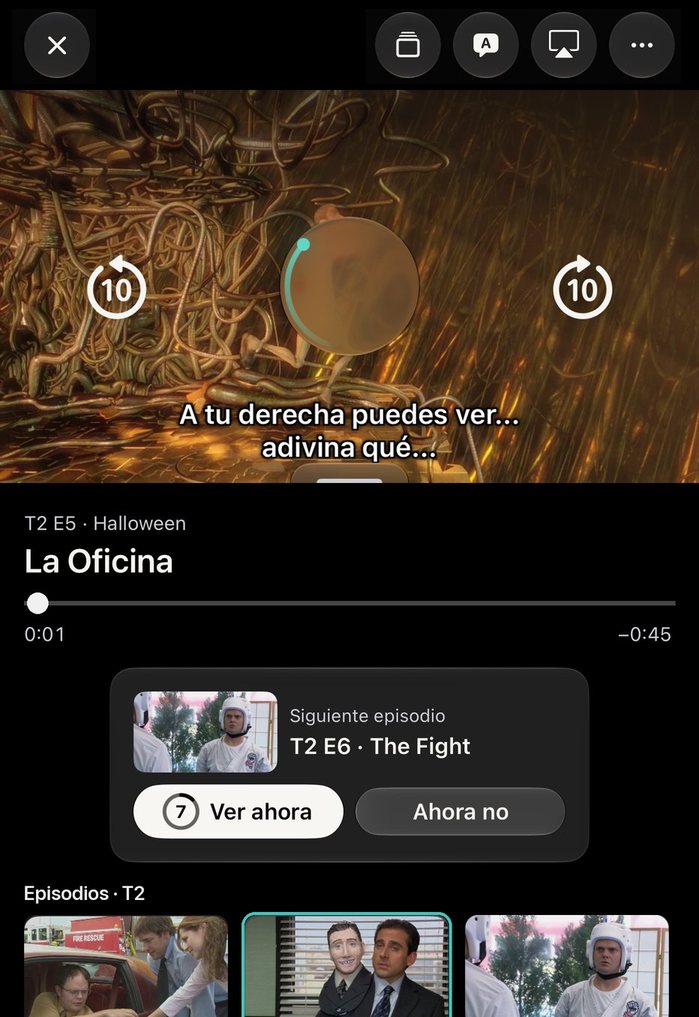 A
10
10
A tu derecha puedes ver...
adivina qué...
T2 E5 · Halloween
La Oficina
0:01
−0:45
Siguiente episodio
T2 E6 · The Fight
7
Ver ahora
Ahora no
Episodios · T2
FIRE RESCUE